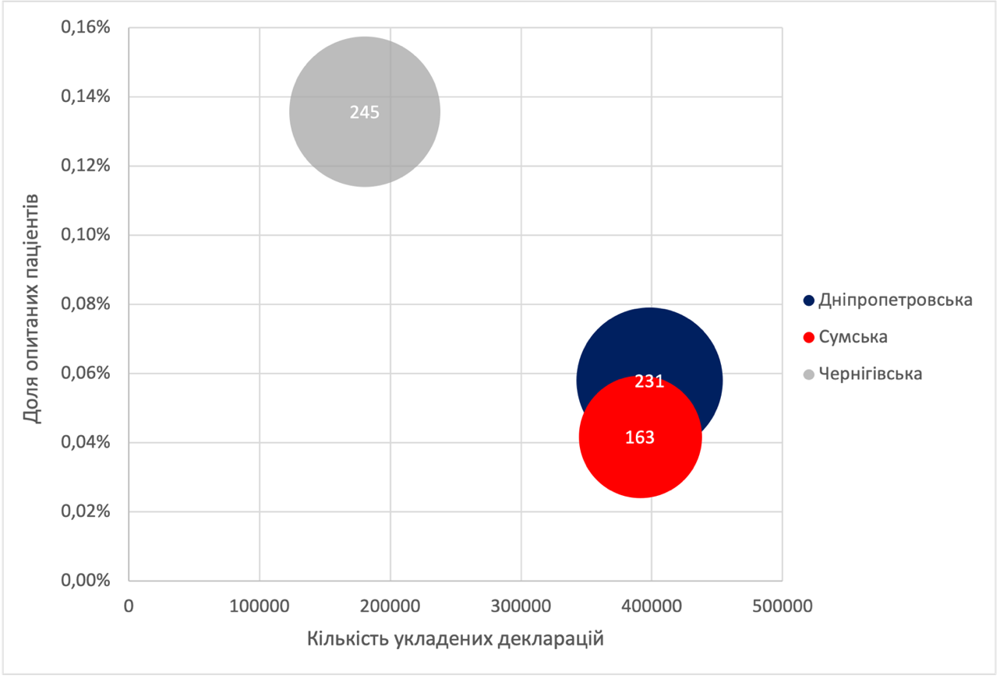 0,16%
0,14%
0,12%
0,10%
0,08%
0,06%
0,04%
0,02%
0,00%
Доля опитаних паціентів
245
231
163
0 100000 200000 300000 400000 500000
Кількість укладених декларацій
Дніпропетровська
Сумська
Чернігівська